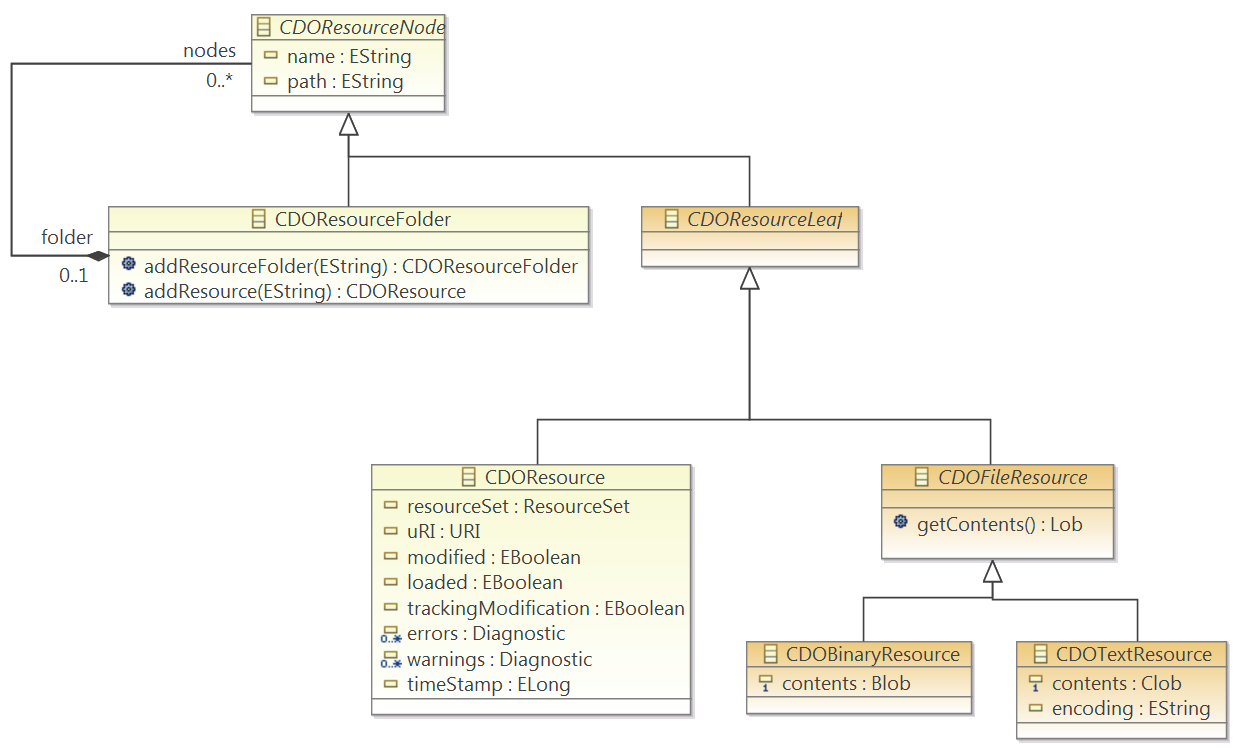 CDOResourceNode
name : EString
path : EString
nodes
0..*
folder
0..1
CDOResourceFolder
addResourceFolder(EString) : CDOResourceFolder
addResource(EString) : CDOResource
CDOResourceLeaf
CDOResource
resourceSet : ResourceSet
uRI : URI
modified : EBoolean
loaded : EBoolean
trackingModification : EBoolean
0..* errors : Diagnostic
0..* warnings : Diagnostic
timeStamp : ELong
CDOFileResource
getContents() : Lob
CDOBinaryResource
1 contents : Blob
CDOTextResource
1 contents : Clob
encoding : EString